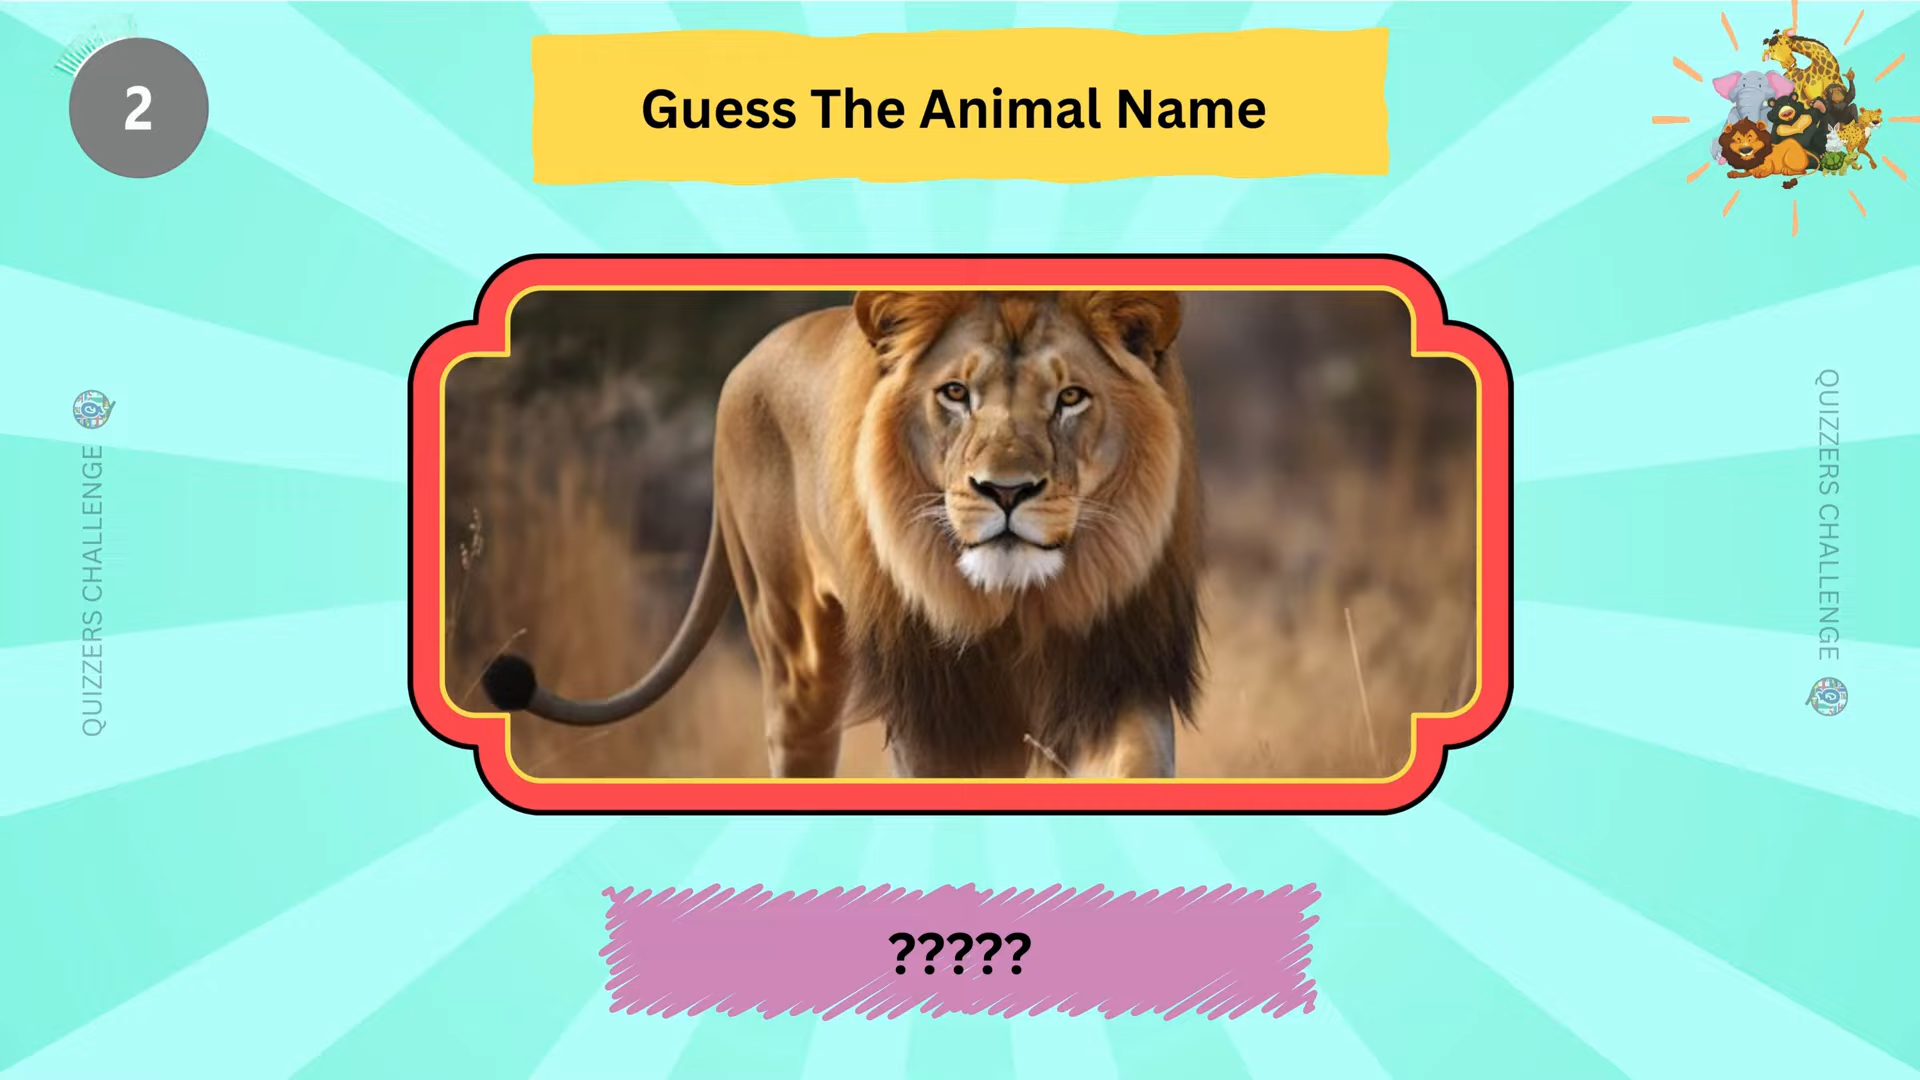 2
Guess The Animal Name
QUIZZERS CHALLENGE
QUIZZERS CHALLENGE
?????